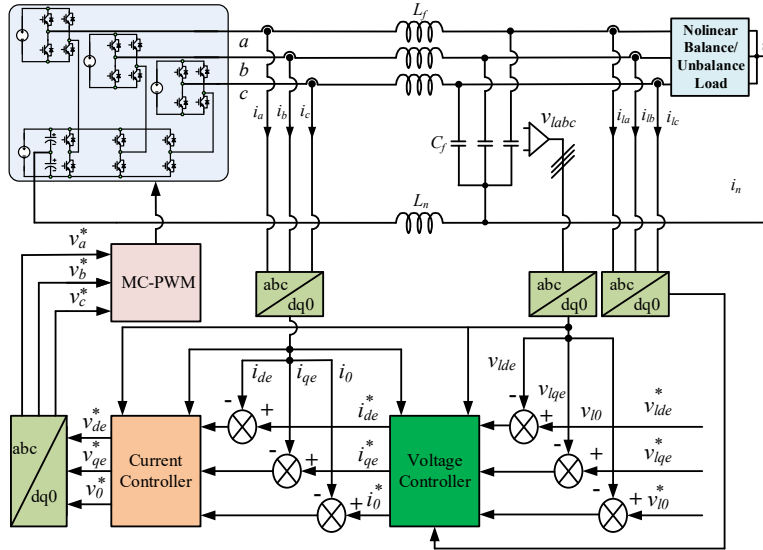 L_f
a
b
c
Nolinear
Balance/
Unbalance
Load
i_a
i_b
i_c
C_f
v_labc
i_la
i_lb
i_lc
i_n
L_n
v_a^*
v_b^*
v_c^*
MC-PWM
abc
dq0
abc
dq0
abc
dq0
i_de
i_qe
i_0
v_lde
v_lqe
v_l0
abc
dq0
v_de^*
v_qe^*
v_0^*
Current
Controller
-
+
-
+
-
+
i_de^*
i_qe^*
i_0^*
Voltage
Controller
-
+
-
+
-
+
v_lde^*
v_lqe^*
v_l0^*